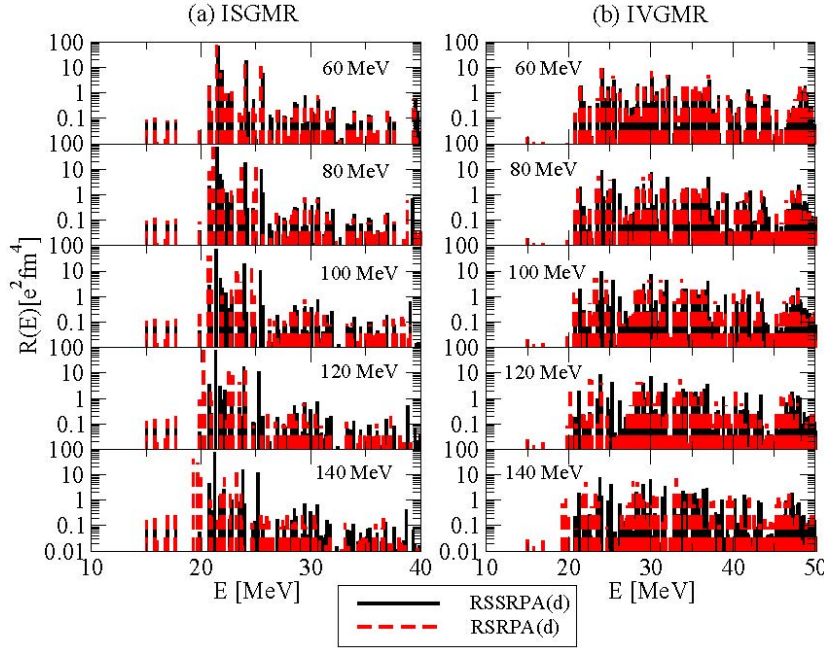 (a) ISGMR
(b) IVGMR
R(E)[e²fm⁴]
100
10
1
0.1
100
10
1
0.1
100
10
1
0.1
100
10
1
0.1
100
10
1
0.1
0.01
60 MeV
80 MeV
100 MeV
120 MeV
140 MeV
10 20 30 40
E [MeV]
100
10
1
0.1
100
10
1
0.1
100
10
1
0.1
100
10
1
0.1
100
10
1
0.1
0.01
60 MeV
80 MeV
100 MeV
120 MeV
140 MeV
10 20 30 40 50
E [MeV]
RSSRPA(d)
RSRPA(d)